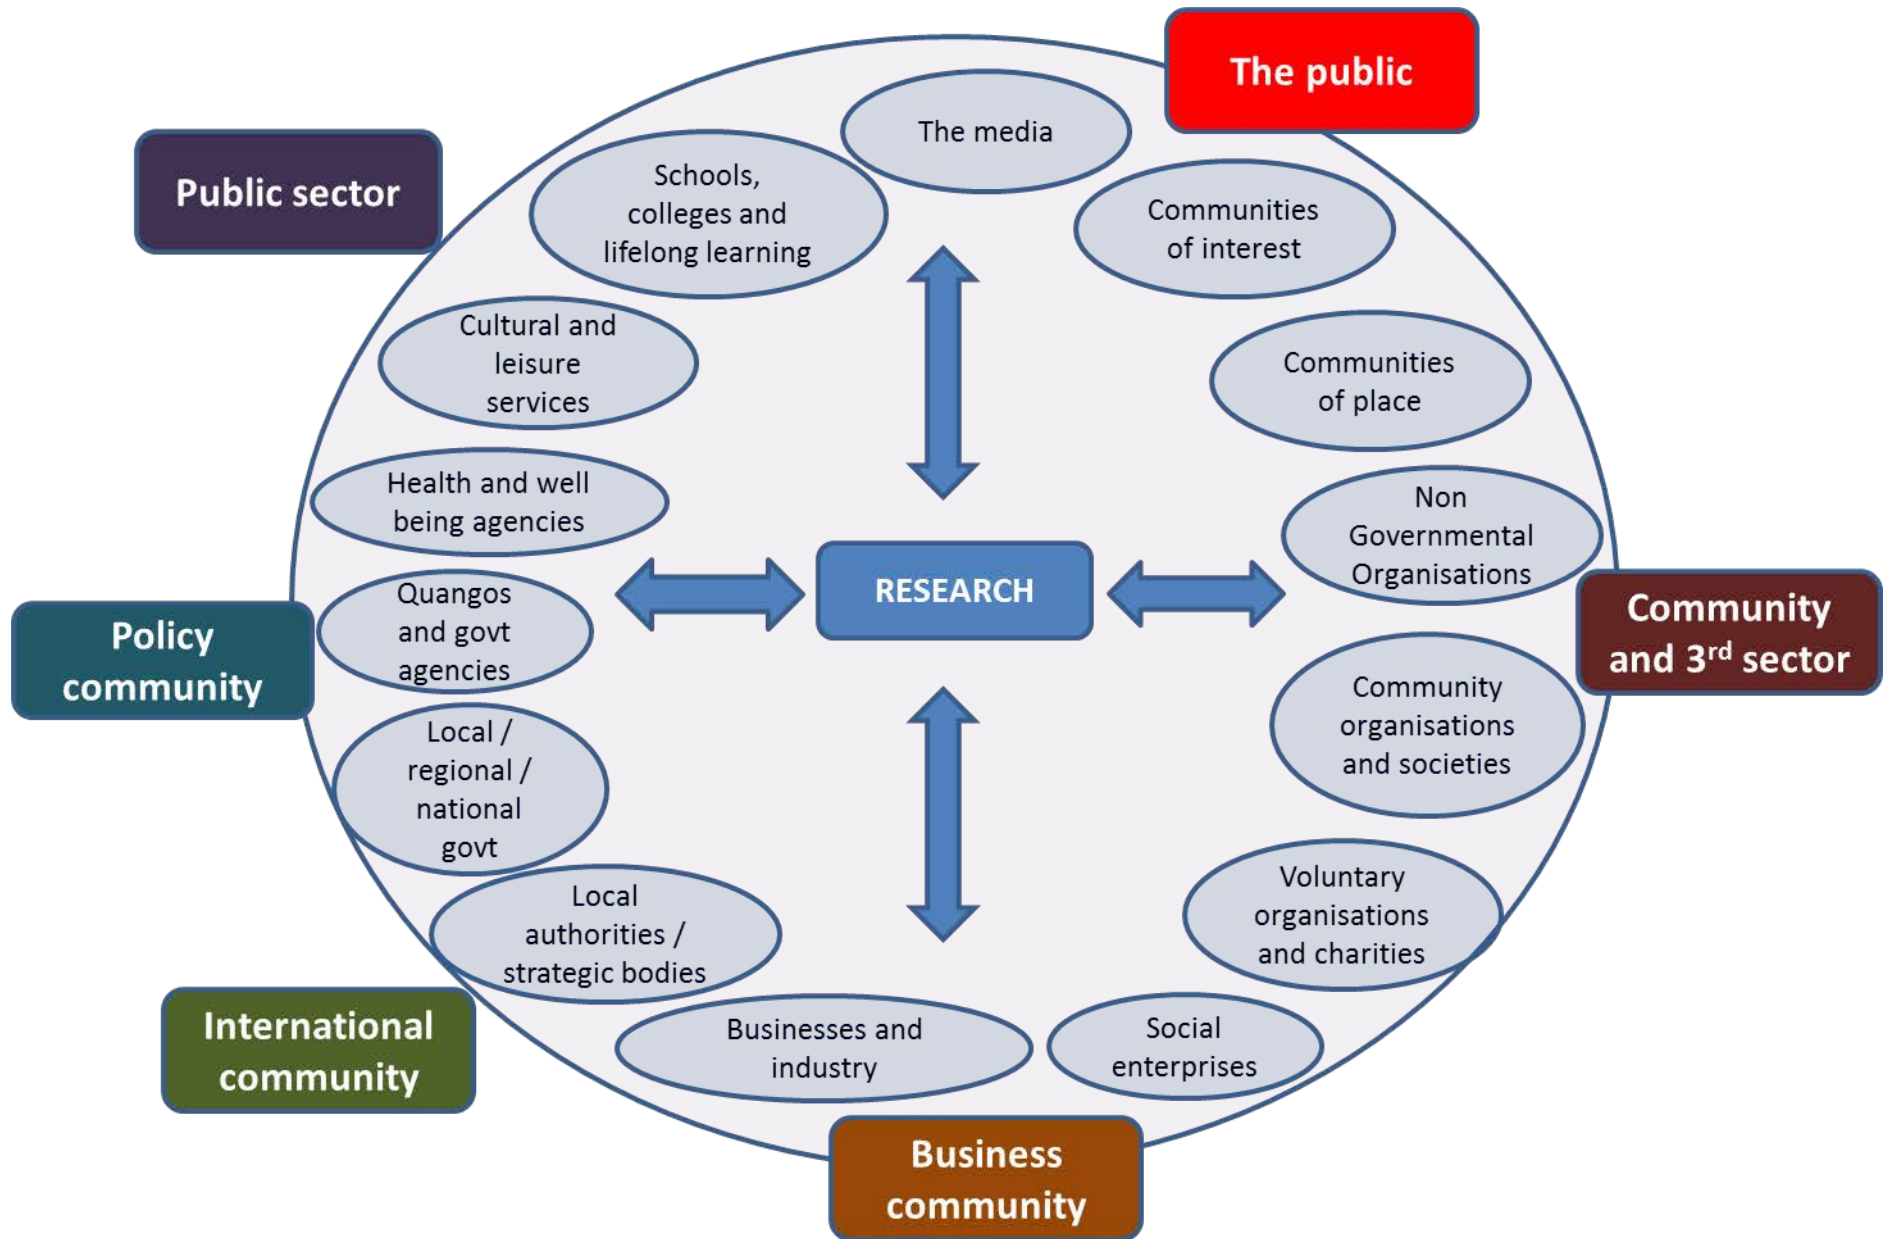 The public
The media
Public sector
Schools,
colleges and
lifelong learning
Communities
of interest
Cultural and
leisure
services
Communities
of place
Health and well
being agencies
Non
Governmental
Organisations
RESEARCH
Quangos
and govt
agencies
Policy
community
Community
and 3rd sector
Local /
regional /
national
govt
Community
organisations
and societies
Local
authorities /
strategic bodies
Voluntary
organisations
and charities
International
community
Businesses and
industry
Social
enterprises
Business
community